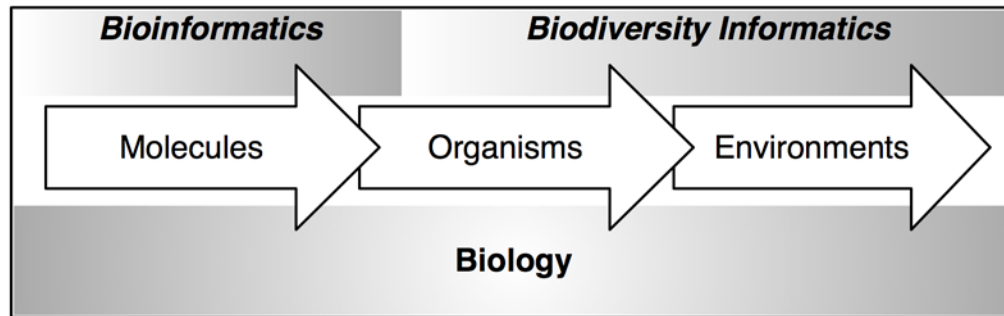 Bioinformatics Biodiversity Informatics
Molecules Organisms Environments
Biology